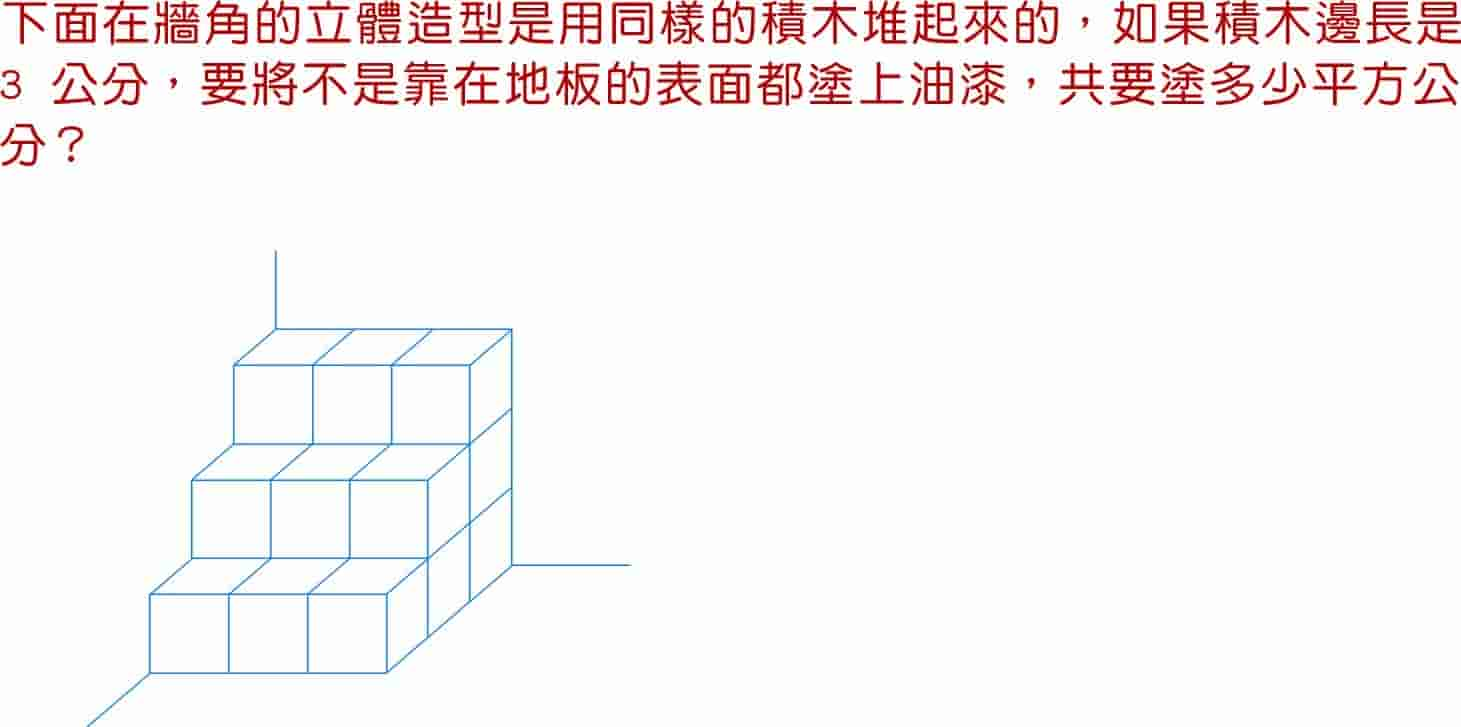 下面在牆角的立體造型是用同樣的積木堆起來的，如果積木邊長是
3 公分，要將不是靠在地板的表面都塗上油漆，共要塗多少平方公
分？